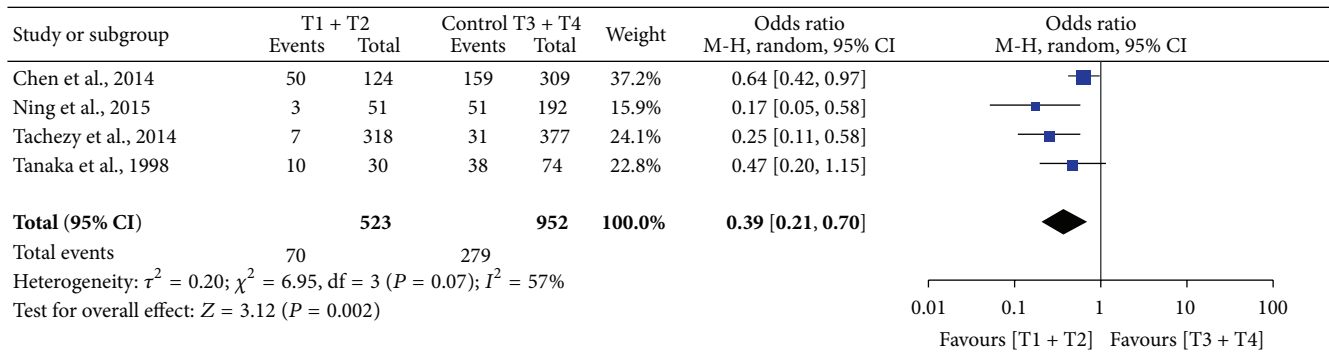 Study or subgroup T1 + T2 Control T3 + T4 Weight Odds ratio Odds ratio
Events Total Events Total M-H, random, 95% CI M-H, random, 95% CI
Chen et al., 2014 50 124 159 309 37.2% 0.64 [0.42, 0.97]
Ning et al., 2015 3 51 51 192 15.9% 0.17 [0.05, 0.58]
Tachezy et al., 2014 7 318 31 377 24.1% 0.25 [0.11, 0.58]
Tanaka et al., 1998 10 30 38 74 22.8% 0.47 [0.20, 1.15]
Total (95% CI) 523 952 100.0% 0.39 [0.21, 0.70]
Total events 70 279
Heterogeneity: τ² = 0.20; χ² = 6.95, df = 3 (P = 0.07); I² = 57%
Test for overall effect: Z = 3.12 (P = 0.002)
0.01 0.1 1 10 100
Favours [T1 + T2] Favours [T3 + T4]